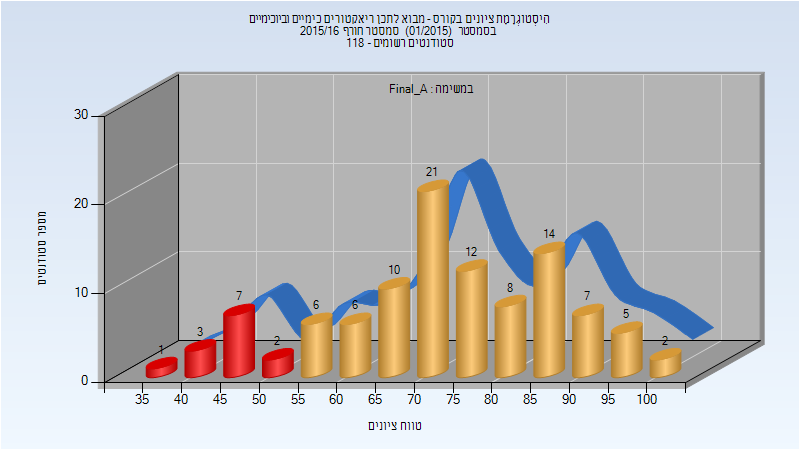 הִיסְטוֹגְרָמַת ציונים בקורס - מבוא לתכן ריאקטורים כימיים וביוכימיים
בסמסטר (01/2015) סמסטר חורף 2015/16
סטודנטים רשומים - 118
במשימה : Final_A
30
20
10
0
מספר סטודנטים
1
3
7
2
6
6
10
21
12
8
14
7
5
2
35 40 45 50 55 60 65 70 75 80 85 90 95 100
טווח ציונים